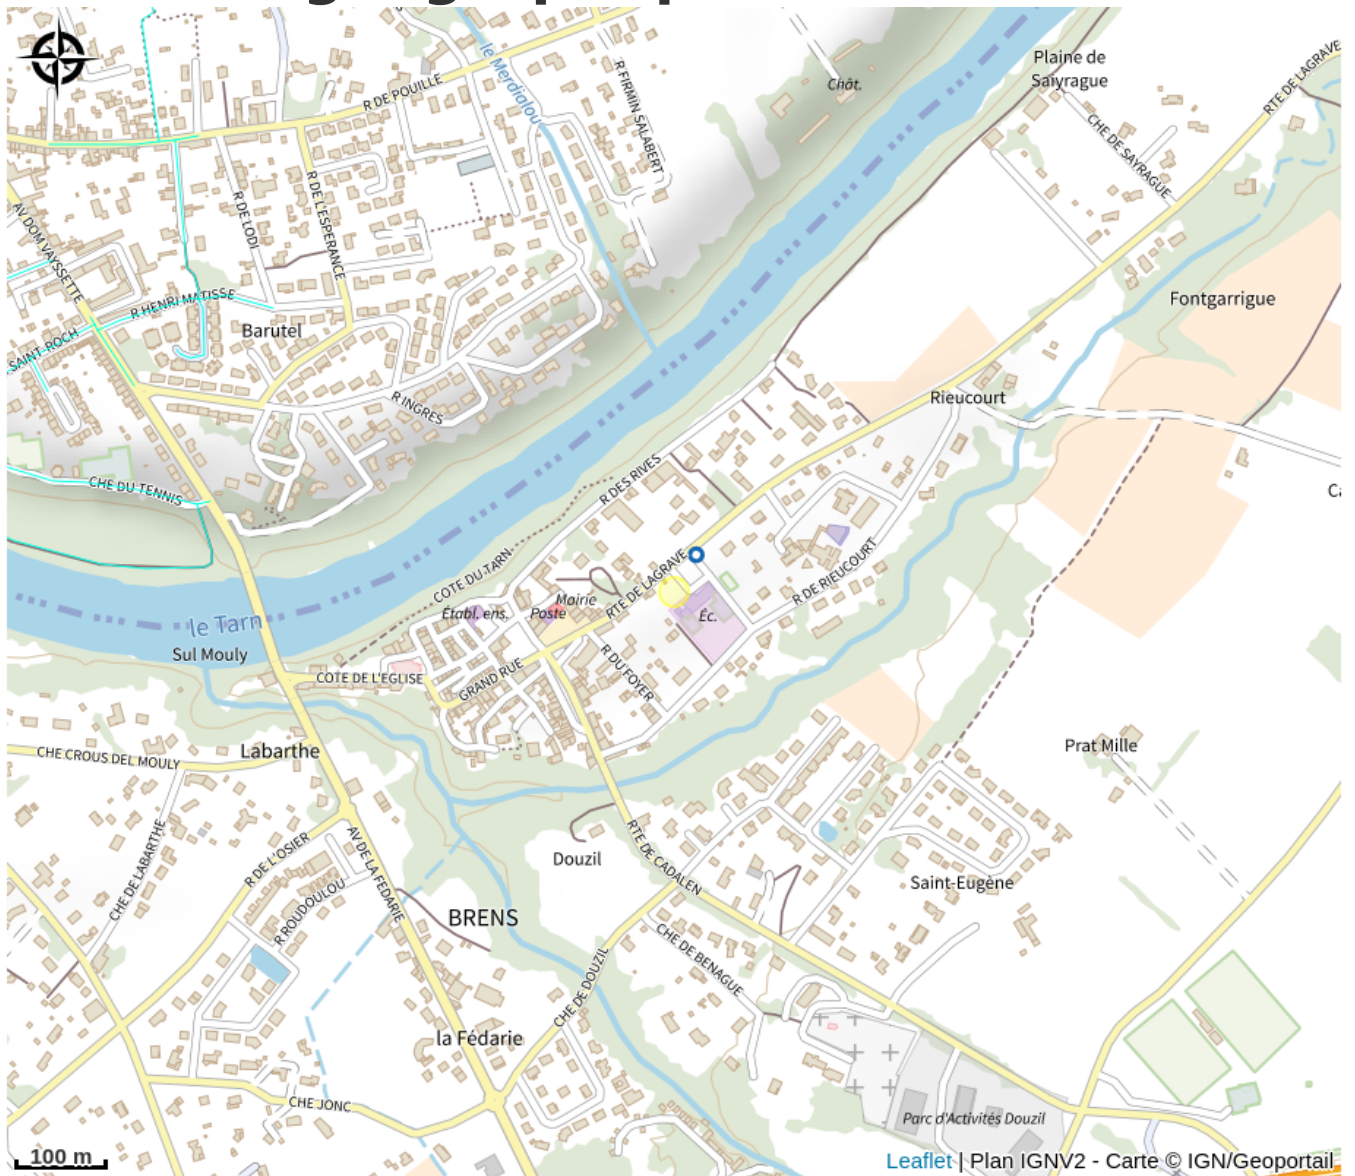 le Merdialou
R DE POUILLE
R FIRMIN SALABERT
Chât.
Plaine de
Sayrague
RTE DE LAGRAVE
CHE DE SAYRAGUE
AV DOM VAYSSETTE
R DE LODI
R DE L'ESPERANCE
R HENRI MATISSE
SAINT-ROCH
Barutel
Fontgarrigue
R INGRES
Rieucourt
CHE DU TENNIS
R DES RIVES
COTE DU TARN
Établ. ens.
Poste
Mairie
RTE DE LAGRAVE
Éc.
R DE RIEUCOURT
le Tarn
Sul Mouly
COTE DE L'EGLISE
GRAND RUE
R DU FOYER
CHE CROUS DEL MOULY
Labarthe
Prat Mille
CHE DE LABARTHE
R DE L'OSIER
AV DE LA FEDARIE
R ROUDOULOU
Douzil
RTE DE CADALEN
Saint-Eugène
BRENS
CHE DE BENAGUE
CHE DE DOUZIL
la Fédarie
CHE JONC
Parc d'Activités Douzil
100 m
Leaflet | Plan IGNV2 - Carte © IGN/Geoportail